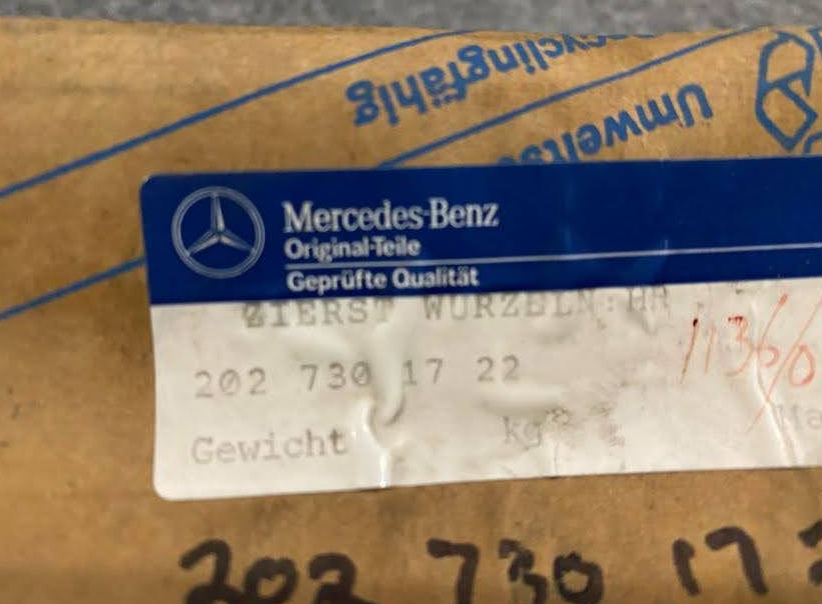 recyclingfähig
Mercedes-Benz
Original-Teile
Geprüfte Qualität
ZIERST WURZELN.HR
202 730 17 22
Gewicht kg
202 730 17